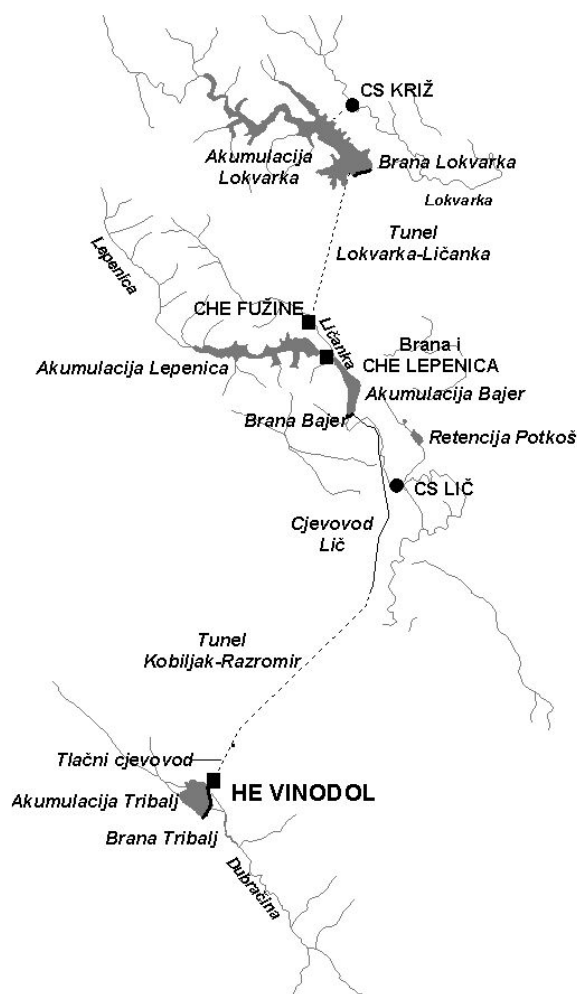 CS KRIŽ
Akumulacija
Lokvarka
Brana Lokvarka
Lokvarka
Tunel
Lokvarka-Ličanka
Lepenica
CHE FUŽINE
Ličanka
Brana i
CHE LEPENICA
Akumulacija Lepenica
Akumulacija Bajer
Brana Bajer
Retencija Potkoš
CS LIČ
Cjevovod
Lič
Tunel
Kobiljak-Razromir
Tlačni cjevovod
HE VINODOL
Akumulacija Tribalj
Brana Tribalj
Dubračina